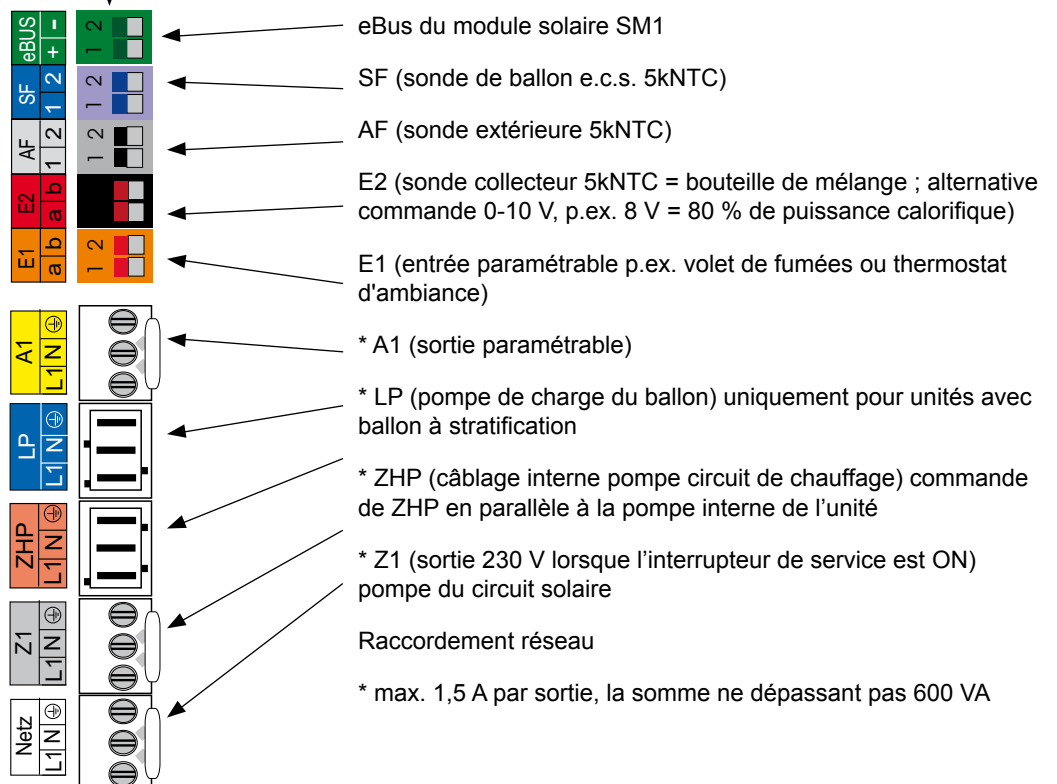 eBUS
+ -
1 2
eBus du module solaire SM1
SF
1 2
1 2
SF (sonde de ballon e.c.s. 5kNTC)
AF
1 2
1 2
AF (sonde extérieure 5kNTC)
E2
a b
E2 (sonde collecteur 5kNTC = bouteille de mélange ; alternative
commande 0-10 V, p.ex. 8 V = 80 % de puissance calorifique)
E1
a b
1 2
E1 (entrée paramétrable p.ex. volet de fumées ou thermostat
d'ambiance)
A1
L1 N
* A1 (sortie paramétrable)
LP
L1 N
* LP (pompe de charge du ballon) uniquement pour unités avec
ballon à stratification
ZHP
L1 N
* ZHP (câblage interne pompe circuit de chauffage) commande
de ZHP en parallèle à la pompe interne de l’unité
Z1
L1 N
* Z1 (sortie 230 V lorsque l’interrupteur de service est ON)
pompe du circuit solaire
Netz
L1 N
Raccordement réseau
* max. 1,5 A par sortie, la somme ne dépassant pas 600 VA